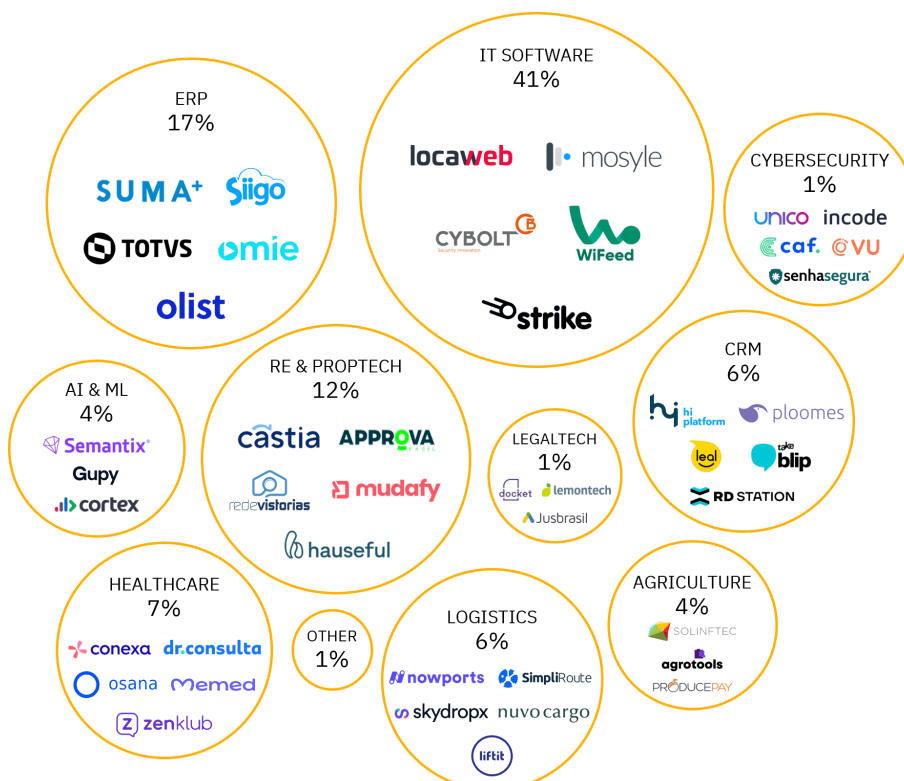 IT SOFTWARE
41%
locaweb
mosyle
CYBOLT
Security Innovation
WiFeed
strike
ERP
17%
SUMA+
Siigo
TOTVS
omie
olist
CYBERSECURITY
1%
unico
incode
caf.
VU
senhasegura
AI & ML
4%
Semantix
Gupy
cortex
RE & PROPTECH
12%
castia
APPROVA
redevistorias
mudafy
hauseful
LEGALTECH
1%
docket
lemontech
Jusbrasil
CRM
6%
hi
platform
ploomes
leal
take
blip
RD STATION
HEALTHCARE
7%
conexa
dr.consulta
osana
memed
Z zenklub
OTHER
1%
LOGISTICS
6%
nowports
SimpliRoute
skydropx
nuvocargo
liftit
AGRICULTURE
4%
SOLINFTEC
agrotools
PRODUCEPAY